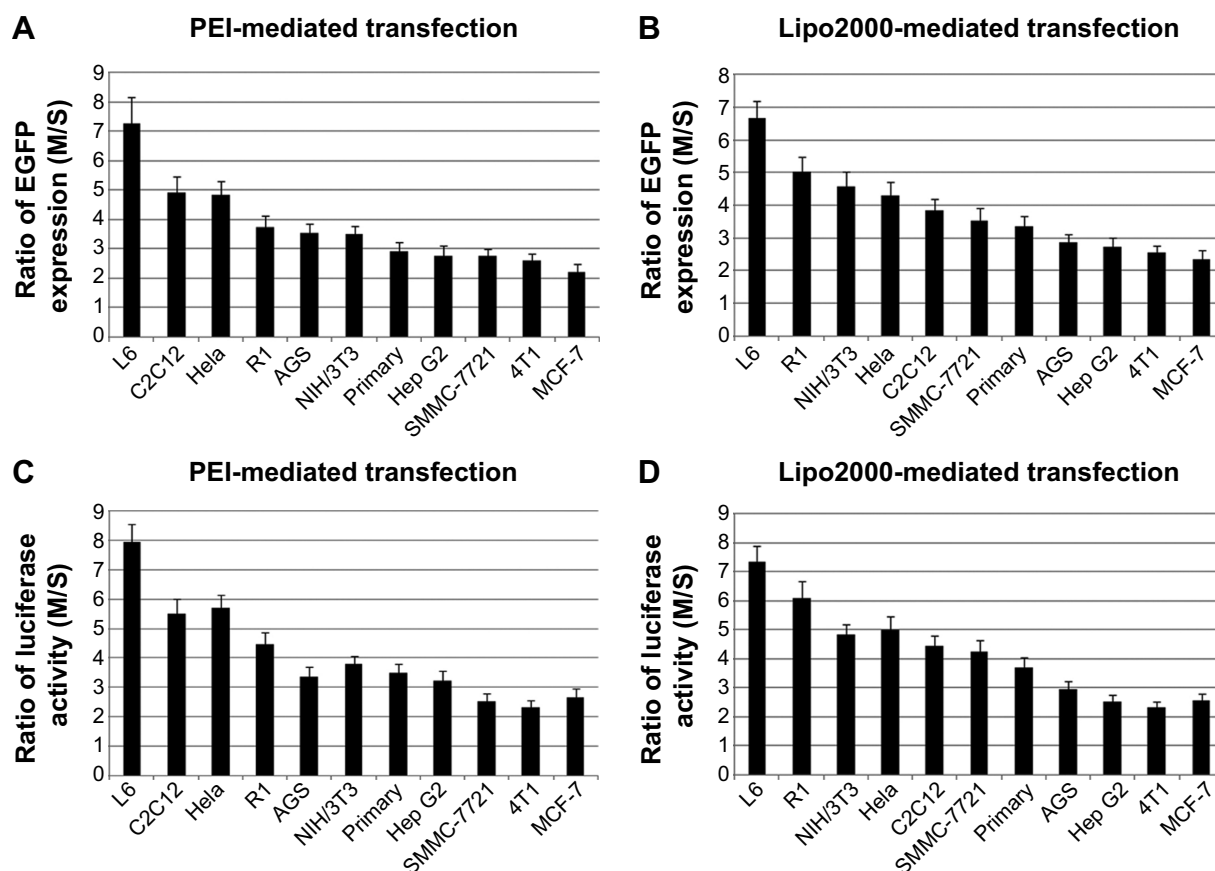 A
PEI-mediated transfection
Ratio of EGFP
expression (M/S)
9
8
7
6
5
4
3
2
1
0
L6
C2C12
Hela
R1
AGS
NIH/3T3
Primary
Hep G2
SMMC-7721
4T1
MCF-7
B
Lipo2000-mediated transfection
Ratio of EGFP
expression (M/S)
8
7
6
5
4
3
2
1
0
L6
R1
NIH/3T3
Hela
C2C12
SMMC-7721
Primary
AGS
Hep G2
4T1
MCF-7
C
PEI-mediated transfection
Ratio of luciferase
activity (M/S)
9
8
7
6
5
4
3
2
1
0
L6
C2C12
Hela
R1
AGS
NIH/3T3
Primary
Hep G2
SMMC-7721
4T1
MCF-7
D
Lipo2000-mediated transfection
Ratio of luciferase
activity (M/S)
9
8
7
6
5
4
3
2
1
0
L6
R1
NIH/3T3
Hela
C2C12
SMMC-7721
Primary
AGS
Hep G2
4T1
MCF-7